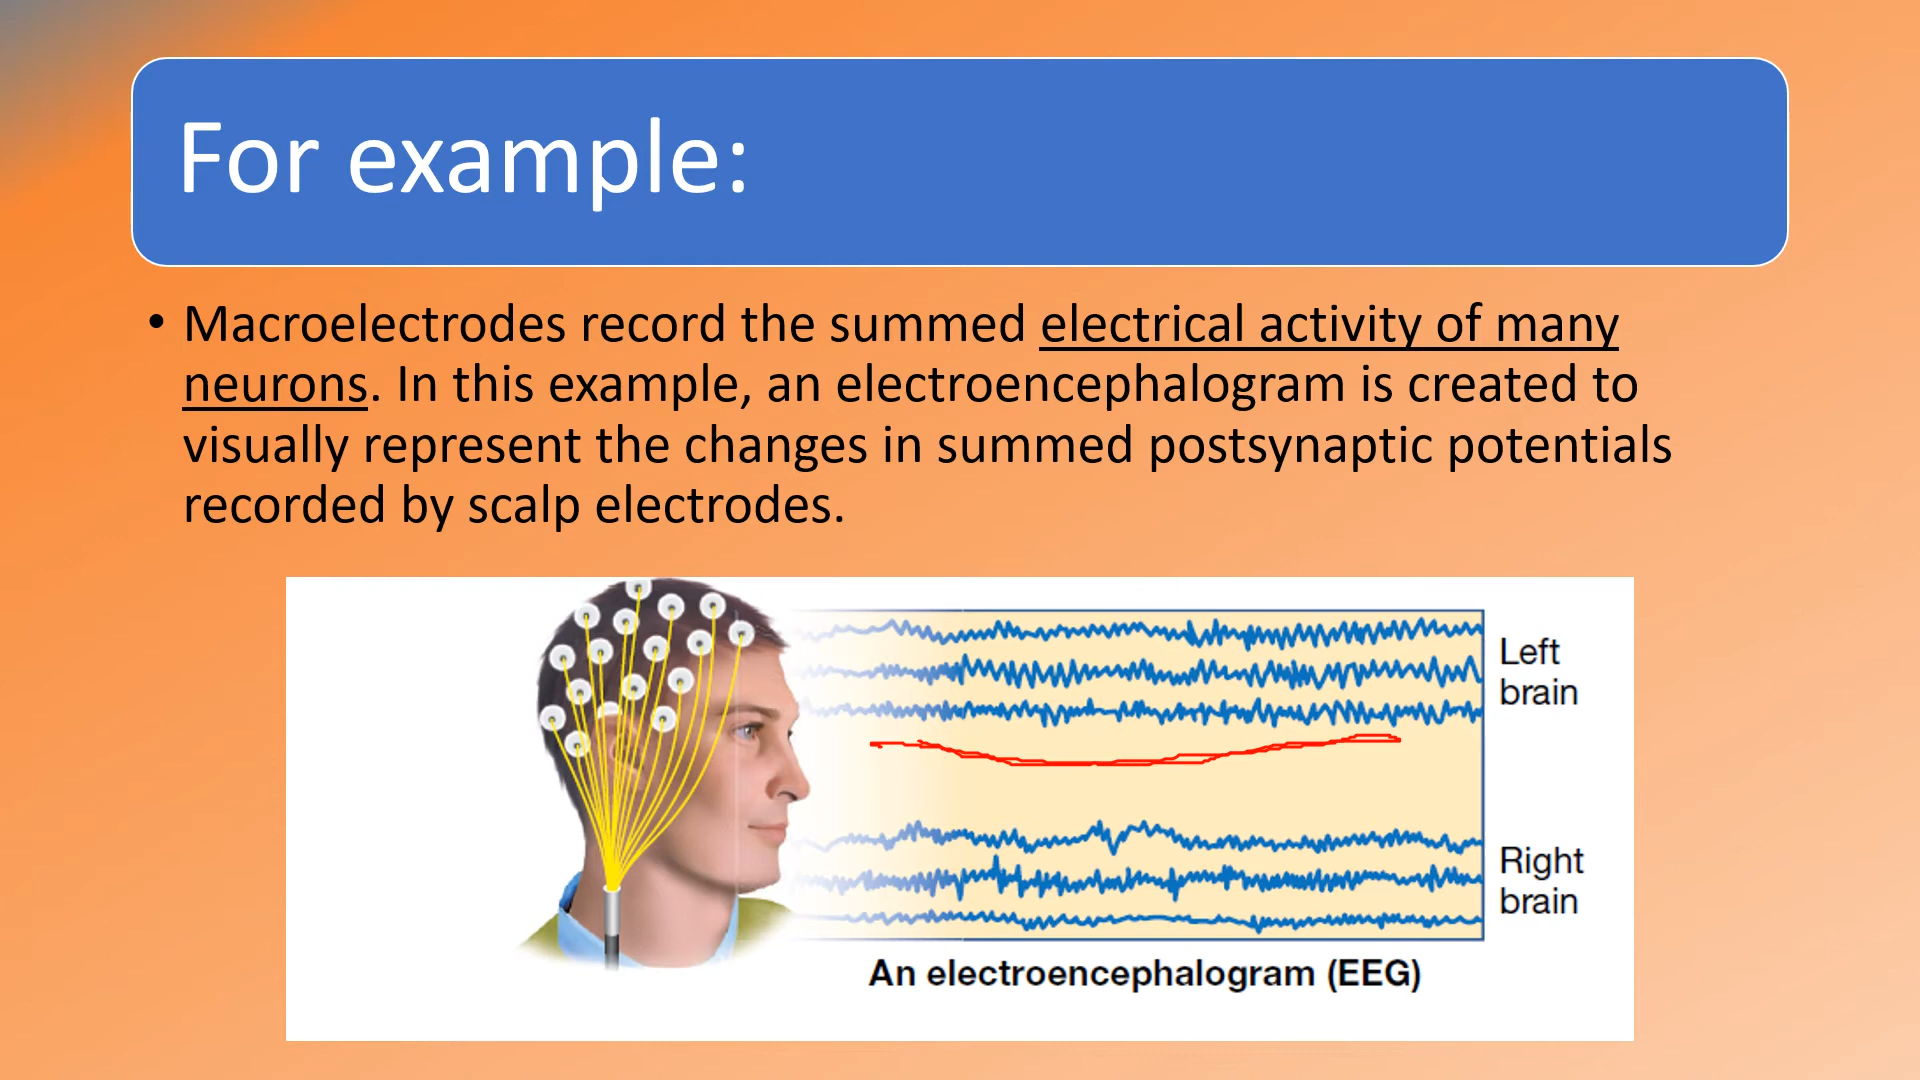 For example:
• Macroelectrodes record the summed electrical activity of many
neurons. In this example, an electroencephalogram is created to
visually represent the changes in summed postsynaptic potentials
recorded by scalp electrodes.
Left
brain
Right
brain
An electroencephalogram (EEG)